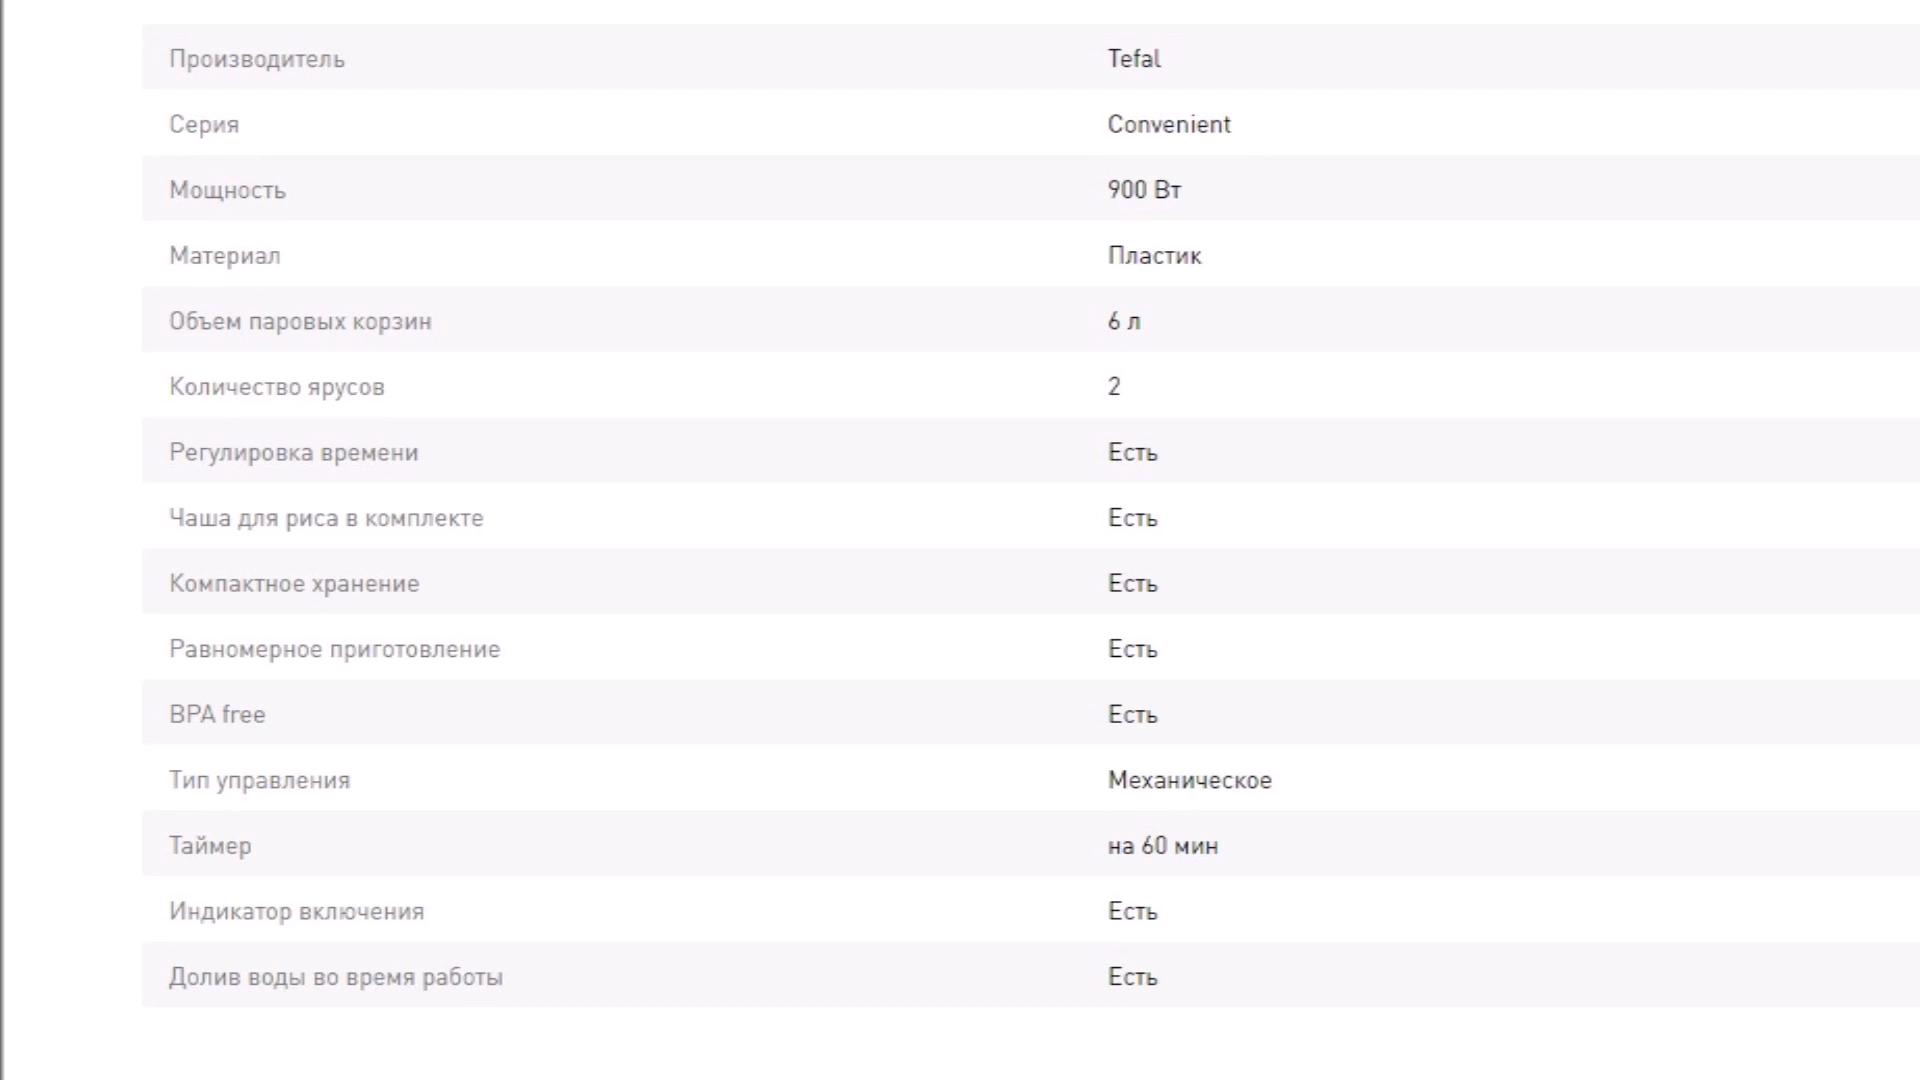 Производитель Tefal
Серия Convenient
Мощность 900 Вт
Материал Пластик
Объем паровых корзин 6 л
Количество ярусов 2
Регулировка времени Есть
Чаша для риса в комплекте Есть
Компактное хранение Есть
Равномерное приготовление Есть
BPA free Есть
Тип управления Механическое
Таймер на 60 мин
Индикатор включения Есть
Долив воды во время работы Есть